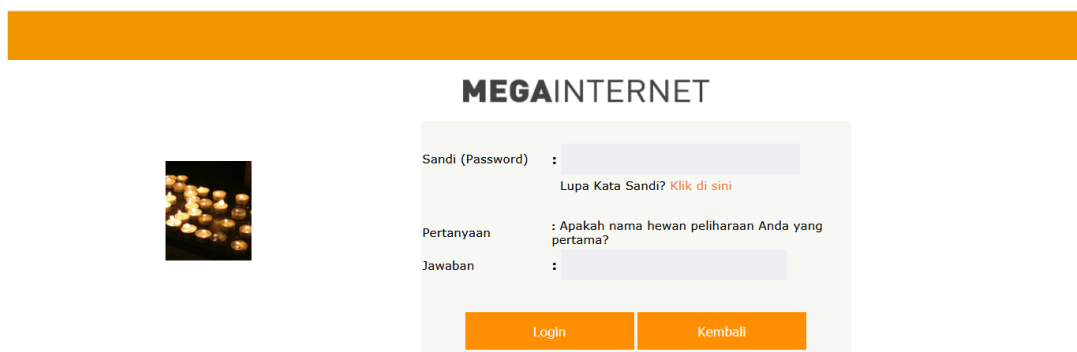 MEGAINTERNET
Sandi (Password) :
Lupa Kata Sandi? Klik di sini
Pertanyaan : Apakah nama hewan peliharaan Anda yang
pertama?
Jawaban :
Login Kembali